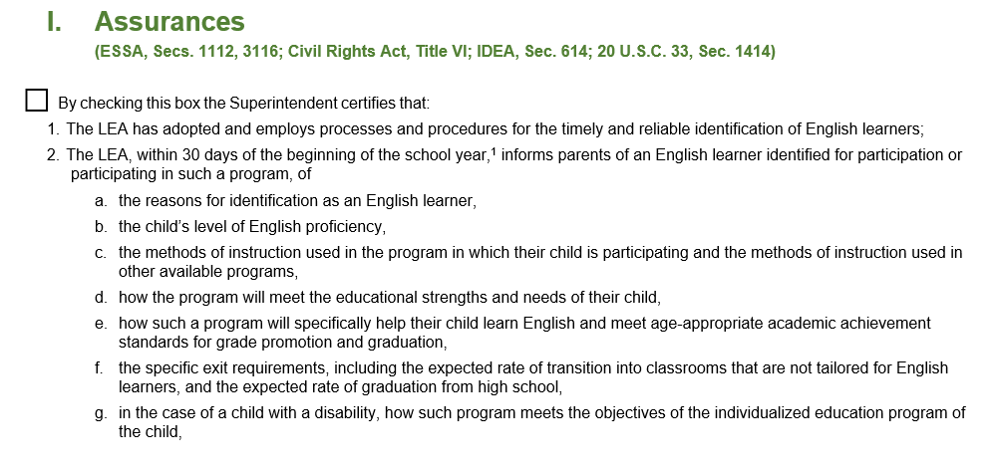 I. Assurances
(ESSA, Secs. 1112, 3116; Civil Rights Act, Title VI; IDEA, Sec. 614; 20 U.S.C. 33, Sec. 1414)
By checking this box the Superintendent certifies that:
1. The LEA has adopted and employs processes and procedures for the timely and reliable identification of English learners;
2. The LEA, within 30 days of the beginning of the school year,¹ informs parents of an English learner identified for participation or
participating in such a program, of
a. the reasons for identification as an English learner,
b. the child’s level of English proficiency,
c. the methods of instruction used in the program in which their child is participating and the methods of instruction used in
other available programs,
d. how the program will meet the educational strengths and needs of their child,
e. how such a program will specifically help their child learn English and meet age-appropriate academic achievement
standards for grade promotion and graduation,
f. the specific exit requirements, including the expected rate of transition into classrooms that are not tailored for English
learners, and the expected rate of graduation from high school,
g. in the case of a child with a disability, how such program meets the objectives of the individualized education program of
the child,